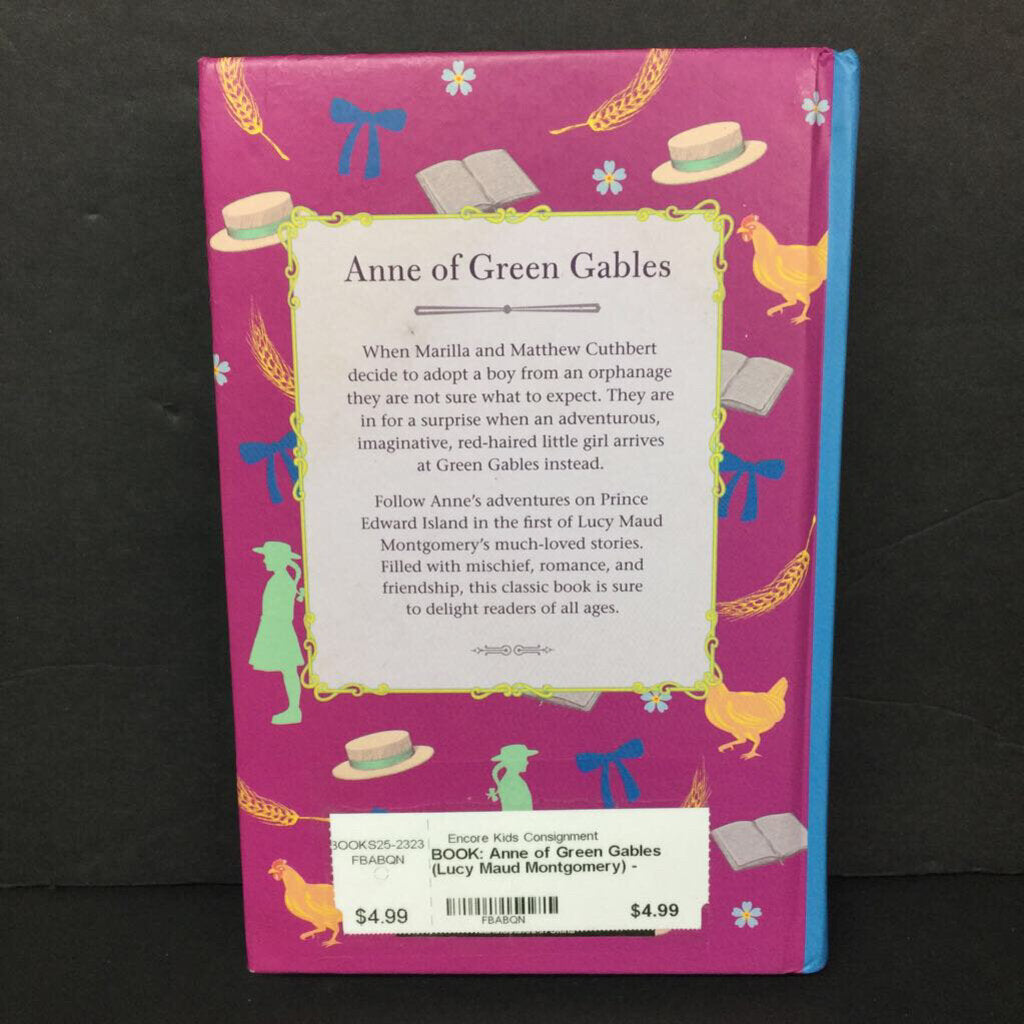 Anne of Green Gables
When Marilla and Matthew Cuthbert
decide to adopt a boy from an orphanage
they are not sure what to expect. They are
in for a surprise when an adventurous,
imaginative, red-haired little girl arrives
at Green Gables instead.
Follow Anne's adventures on Prince
Edward Island in the first of Lucy Maud
Montgomery's much-loved stories.
Filled with mischief, romance, and
friendship, this classic book is sure
to delight readers of all ages.
BOOKS25-2323
FBABQN
$4.99
Encore Kids Consignment
BOOK: Anne of Green Gables
(Lucy Maud Montgomery) -
FBABQN
$4.99